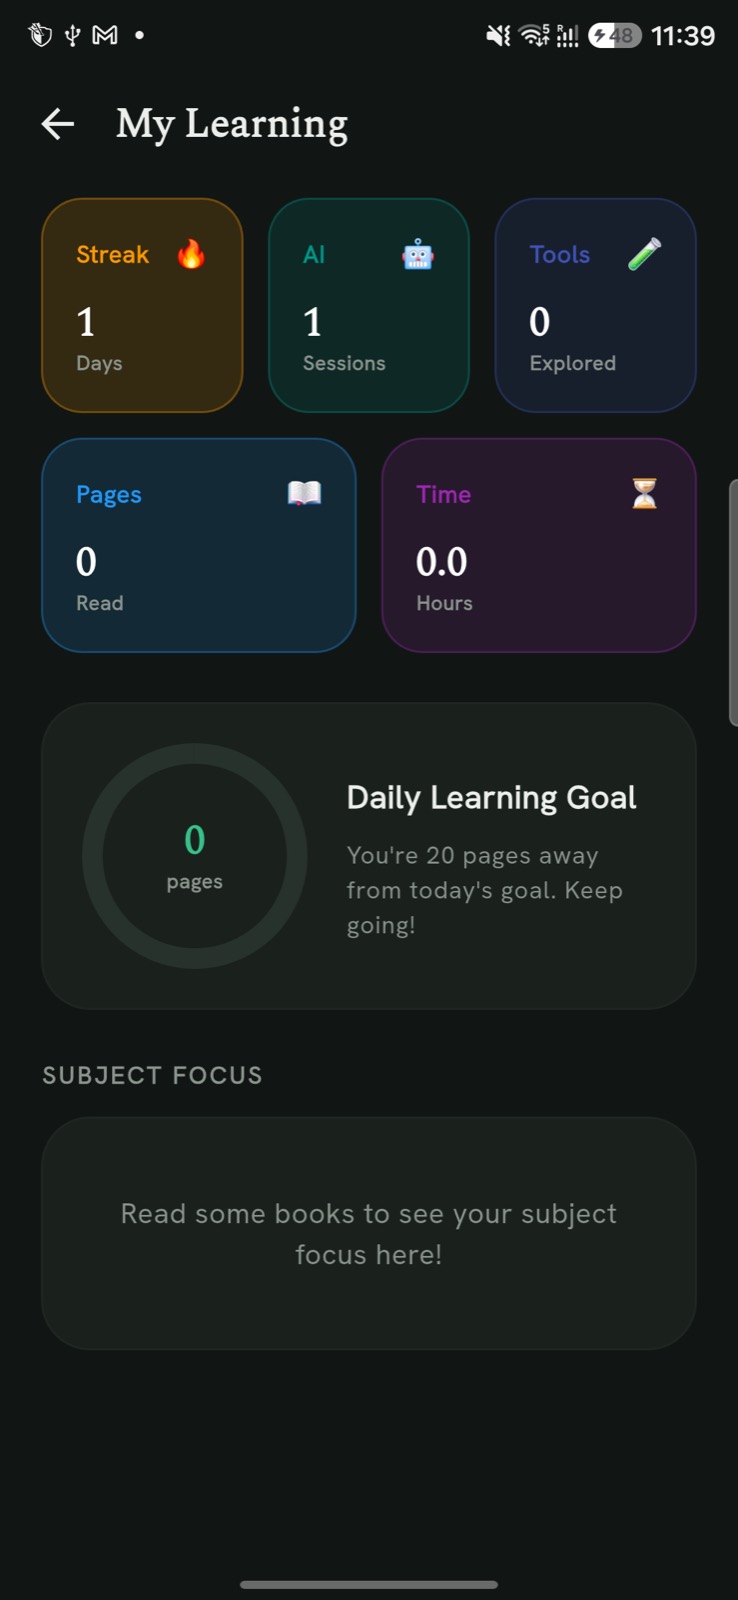 48 11:39
My Learning
Streak AI Tools
1 1 0
Days Sessions Explored
Pages Time
0 0.0
Read Hours
0
pages
Daily Learning Goal
You're 20 pages away
from today's goal. Keep
going!
SUBJECT FOCUS
Read some books to see your subject
focus here!